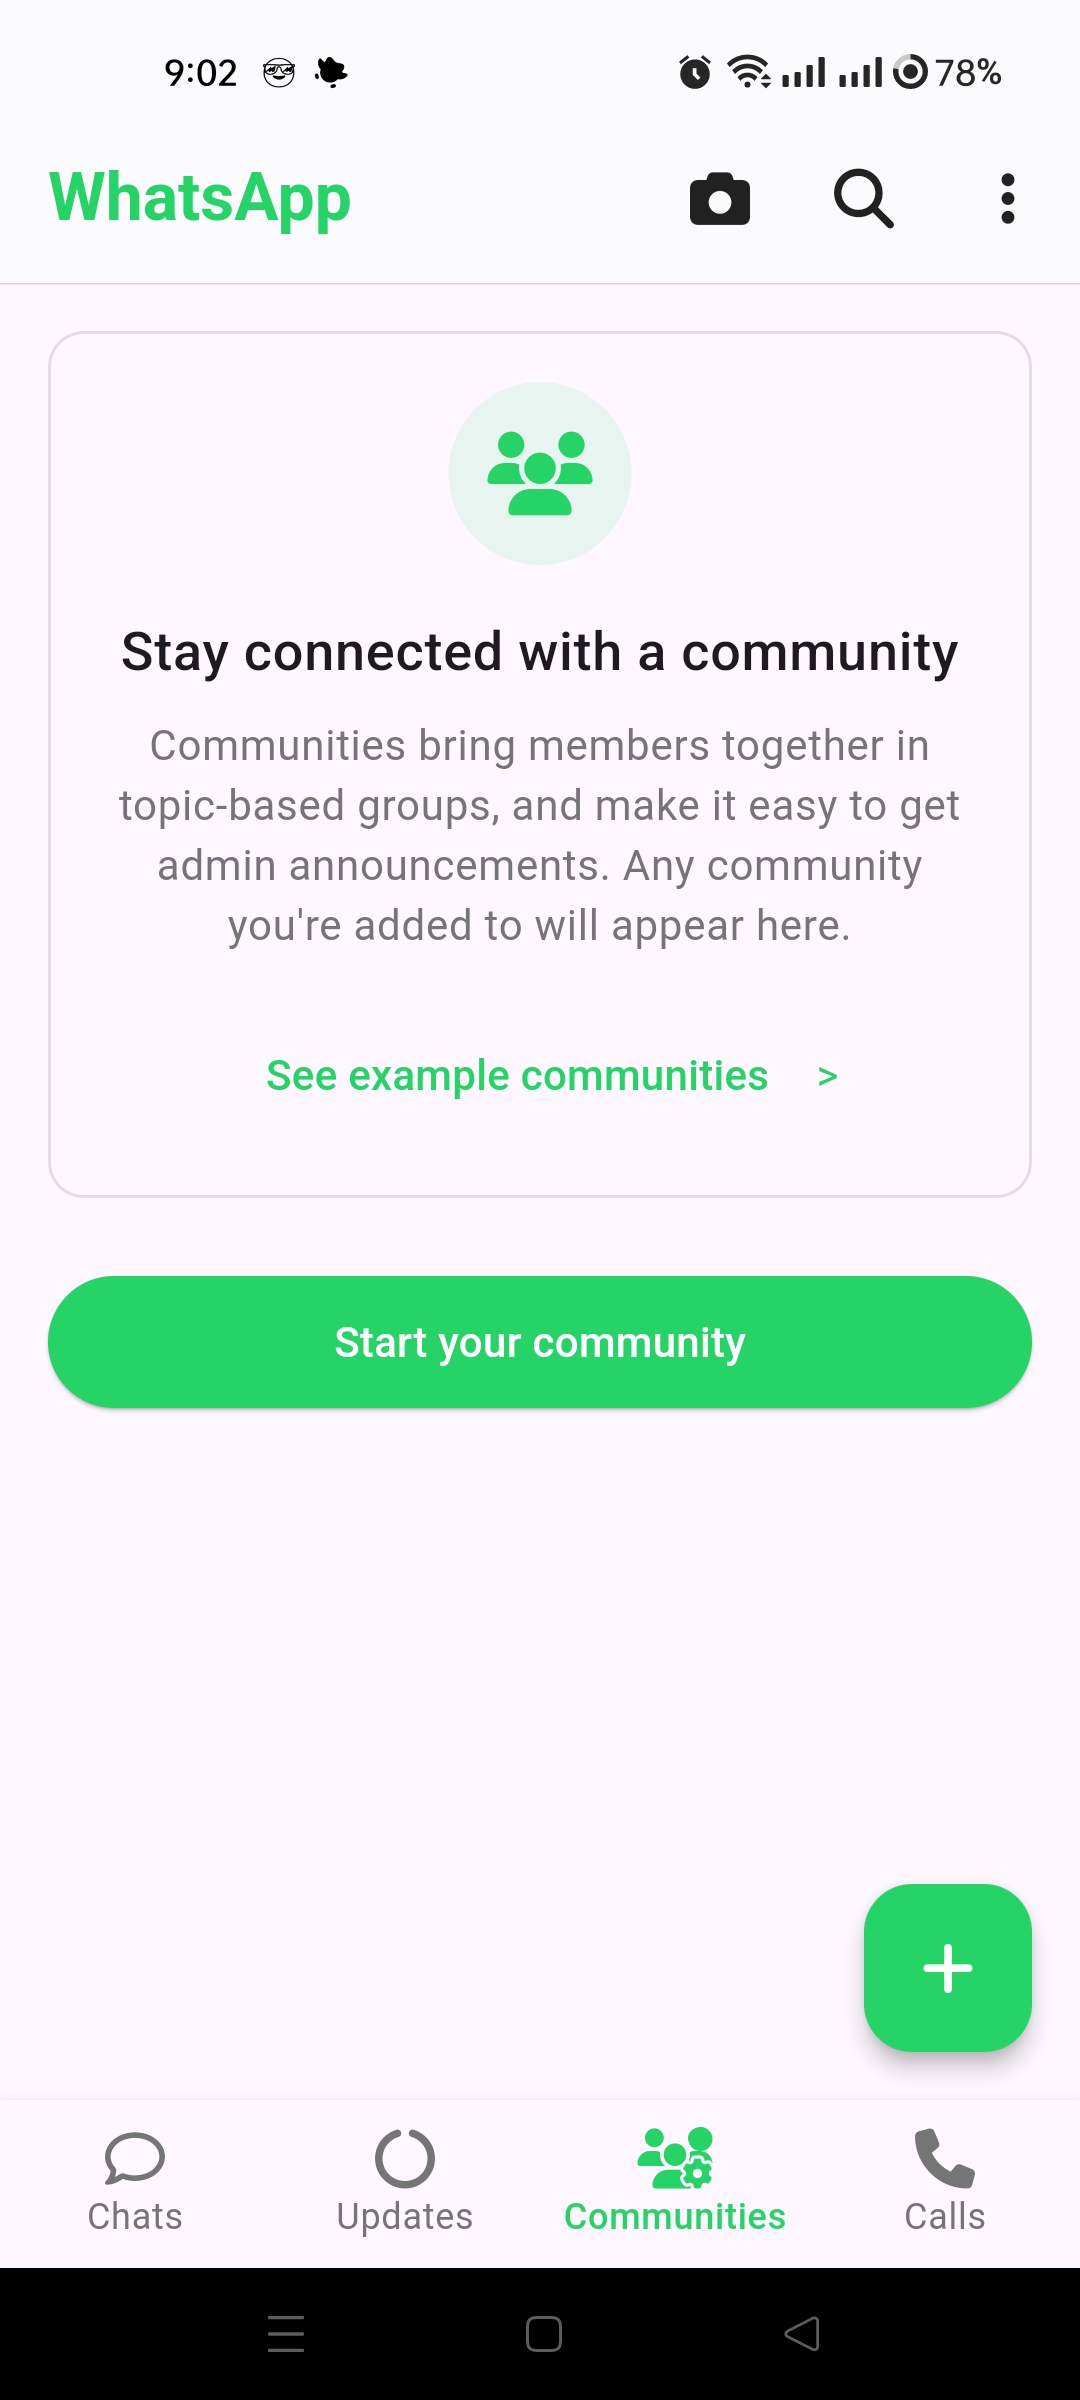 9:02
78%
WhatsApp
Stay connected with a community
Communities bring members together in
topic-based groups, and make it easy to get
admin announcements. Any community
you're added to will appear here.
See example communities >
Start your community
Chats
Updates
Communities
Calls